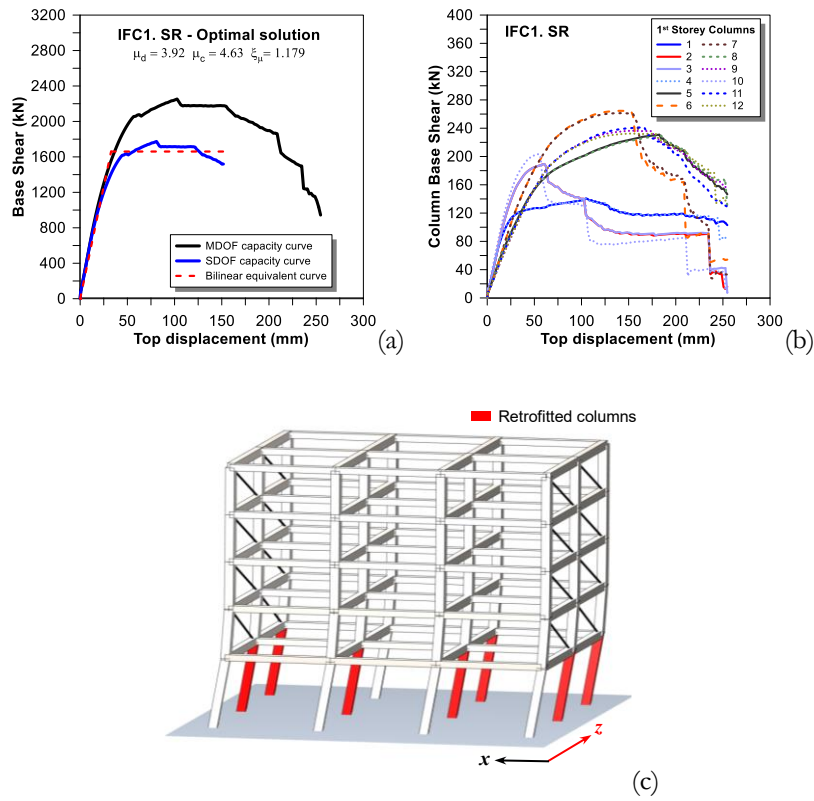 IFC1. SR - Optimal solution
μd = 3.92 μc = 4.63 ξμ = 1.179
Base Shear (kN)
3200
2800
2400
2000
1600
1200
800
400
0
MDOF capacity curve
SDOF capacity curve
Bilinear equivalent curve
0 50 100 150 200 250 300
Top displacement (mm)
(a)
IFC1. SR
Column Base Shear (kN)
400
360
320
280
240
200
160
120
80
40
0
1st Storey Columns
1 7
2 8
3 9
4 10
5 11
6 12
0 50 100 150 200 250 300
Top displacement (mm)
(b)
Retrofitted columns
x
z
(c)